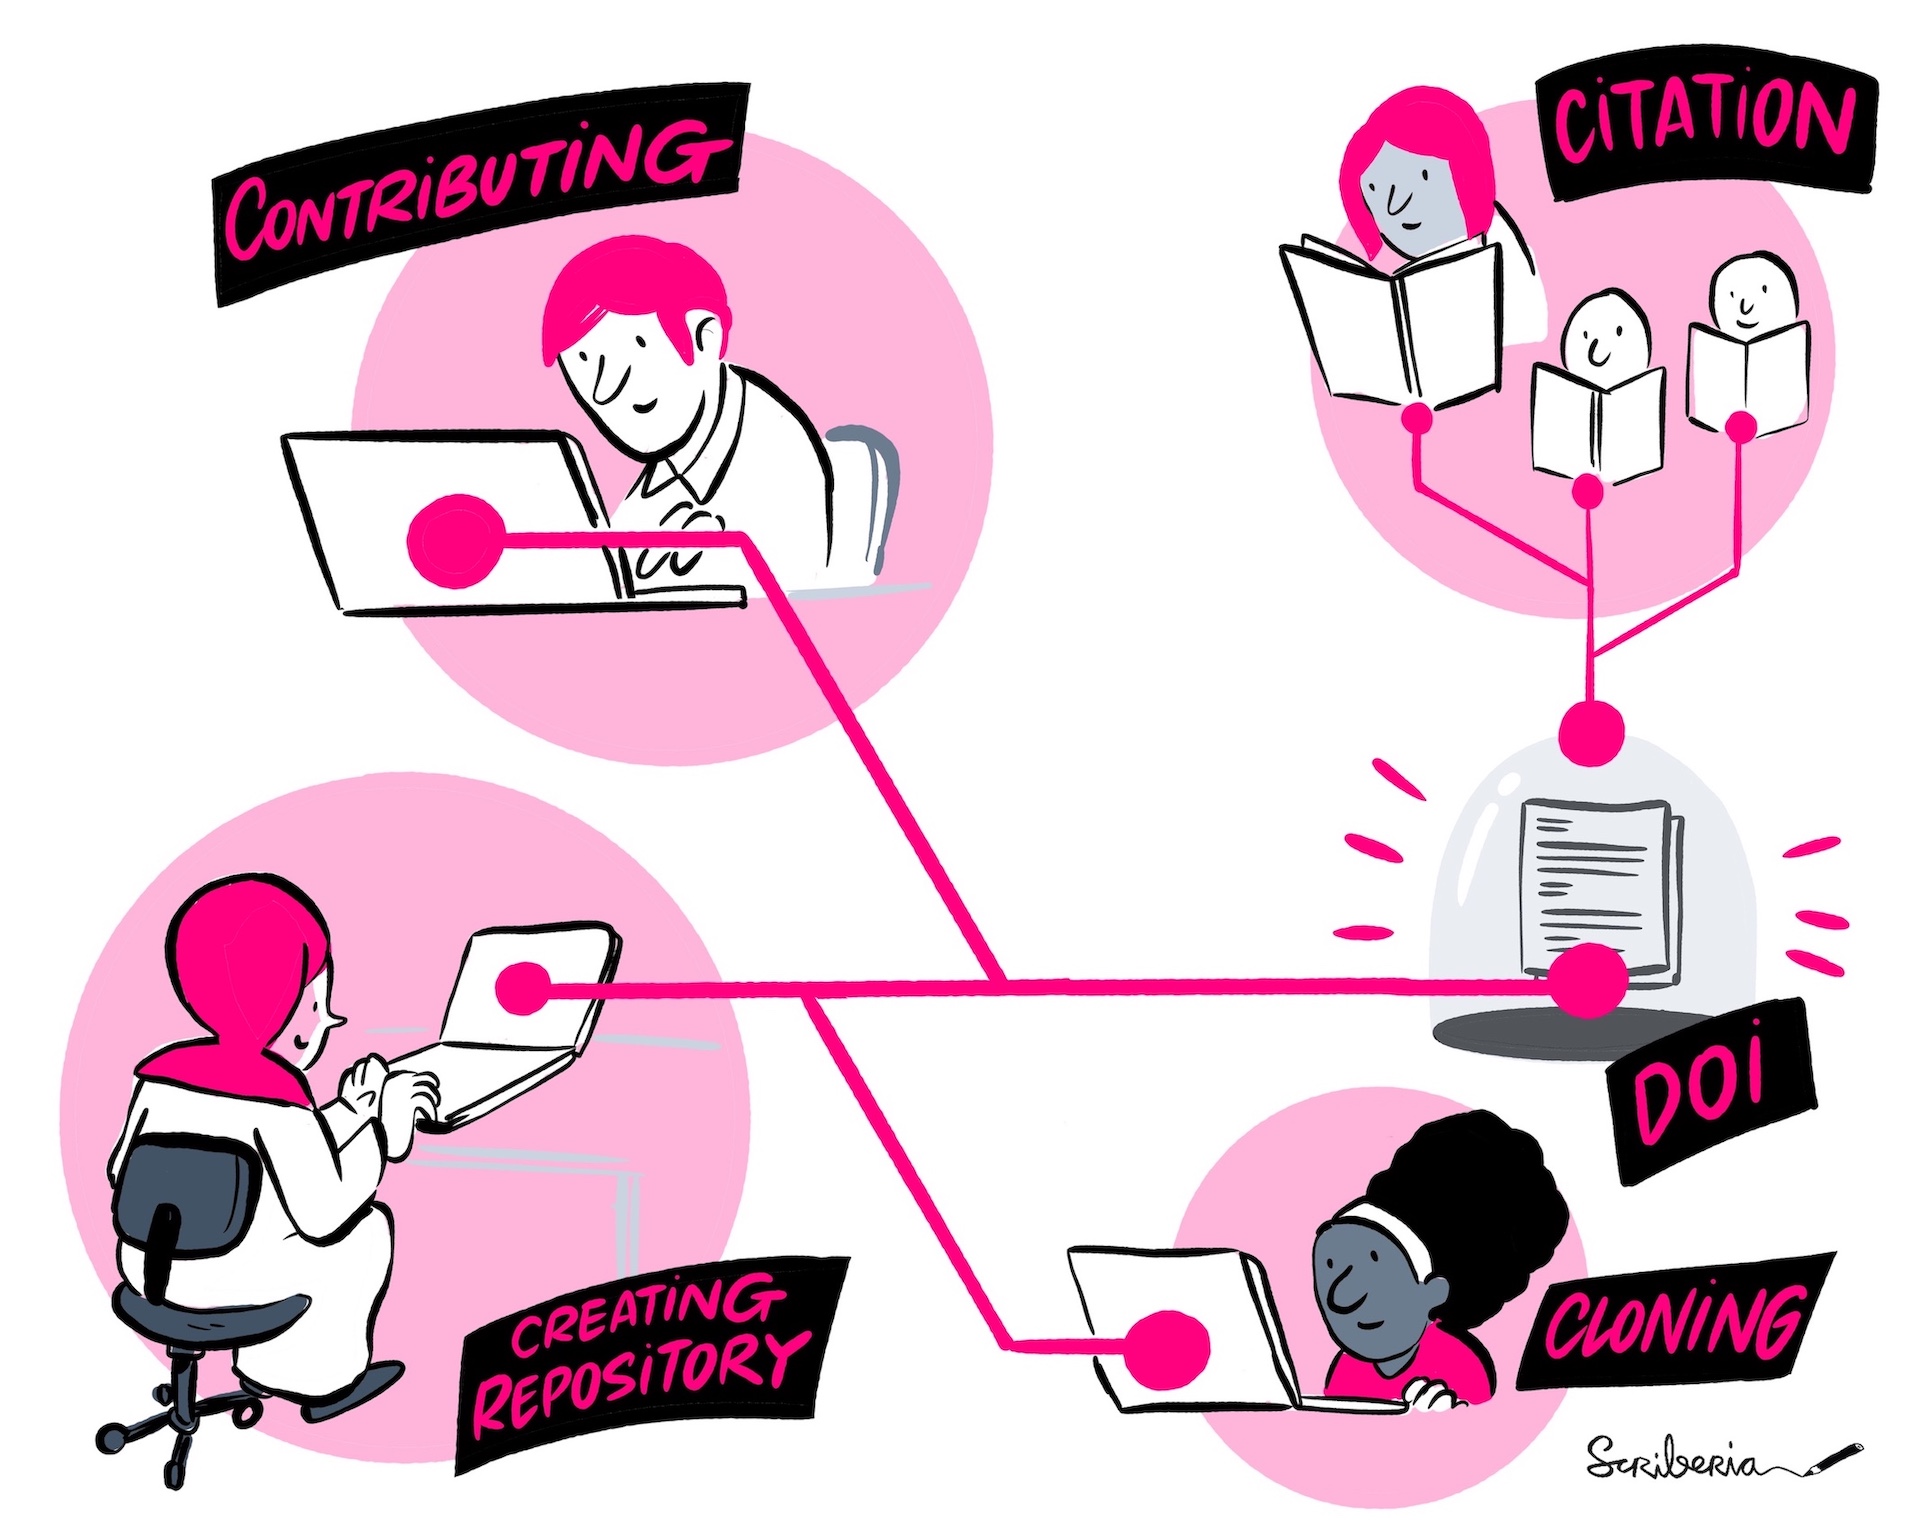 CONTRIBUTING
CITATION
DOI
CREATING
REPOSITORY
CLONING
Scriberia